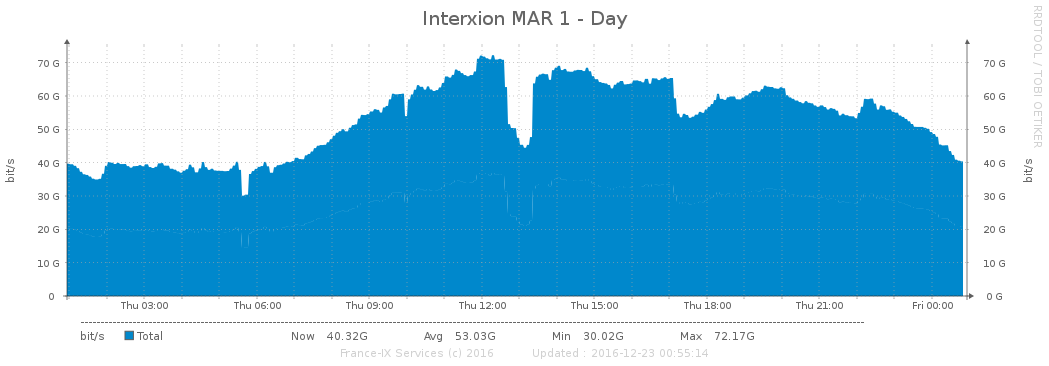 Interxion MAR 1 - Day
RRDTOOL / TOBI OETIKER
bit/s
bit/s
70 G 70 G
60 G 60 G
50 G 50 G
40 G 40 G
30 G 30 G
20 G 20 G
10 G 10 G
0 0 G
Thu 03:00 Thu 06:00 Thu 09:00 Thu 12:00 Thu 15:00 Thu 18:00 Thu 21:00 Fri 00:00
bit/s Total Now 40.32G Avg 53.03G Min 30.02G Max 72.17G
France-IX Services (c) 2016 Updated : 2016-12-23 00:55:14